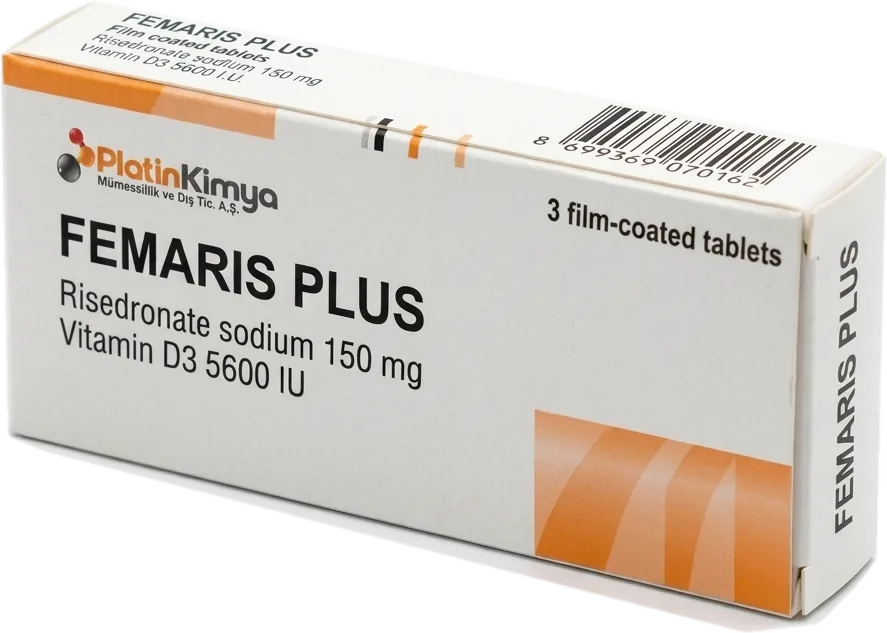 FEMARIS PLUS
Film coated tablets
Risedronate sodium 150 mg
Vitamin D3 5600 I.U.
8 699369 070162
PlatinKimya
Mümessillik ve Dış Tic. A.Ş.
3 film-coated tablets
FEMARIS PLUS
Risedronate sodium 150 mg
Vitamin D3 5600 IU
FEMARIS PLUS